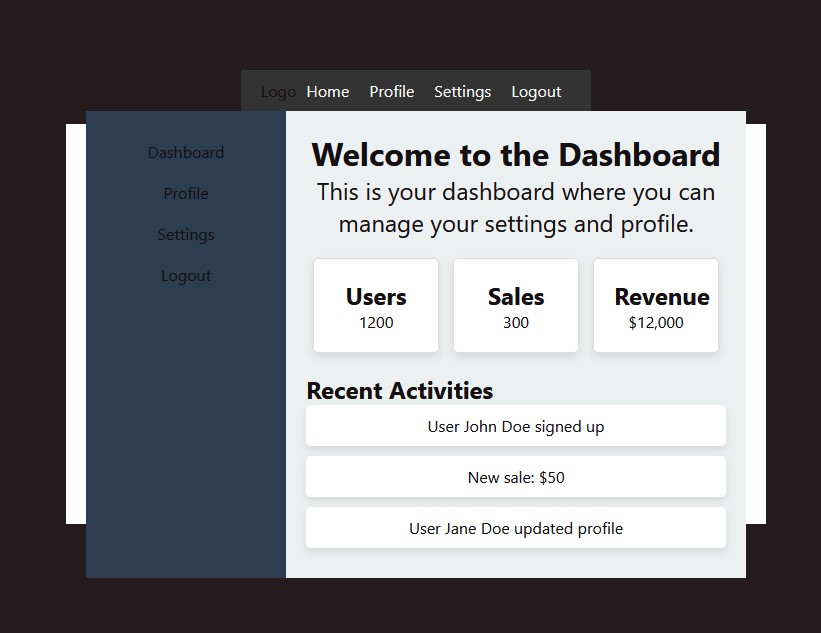 Logo Home Profile Settings Logout
Dashboard
Profile
Settings
Logout
Welcome to the Dashboard
This is your dashboard where you can
manage your settings and profile.
Users Sales Revenue
1200 300 $12,000
Recent Activities
User John Doe signed up
New sale: $50
User Jane Doe updated profile